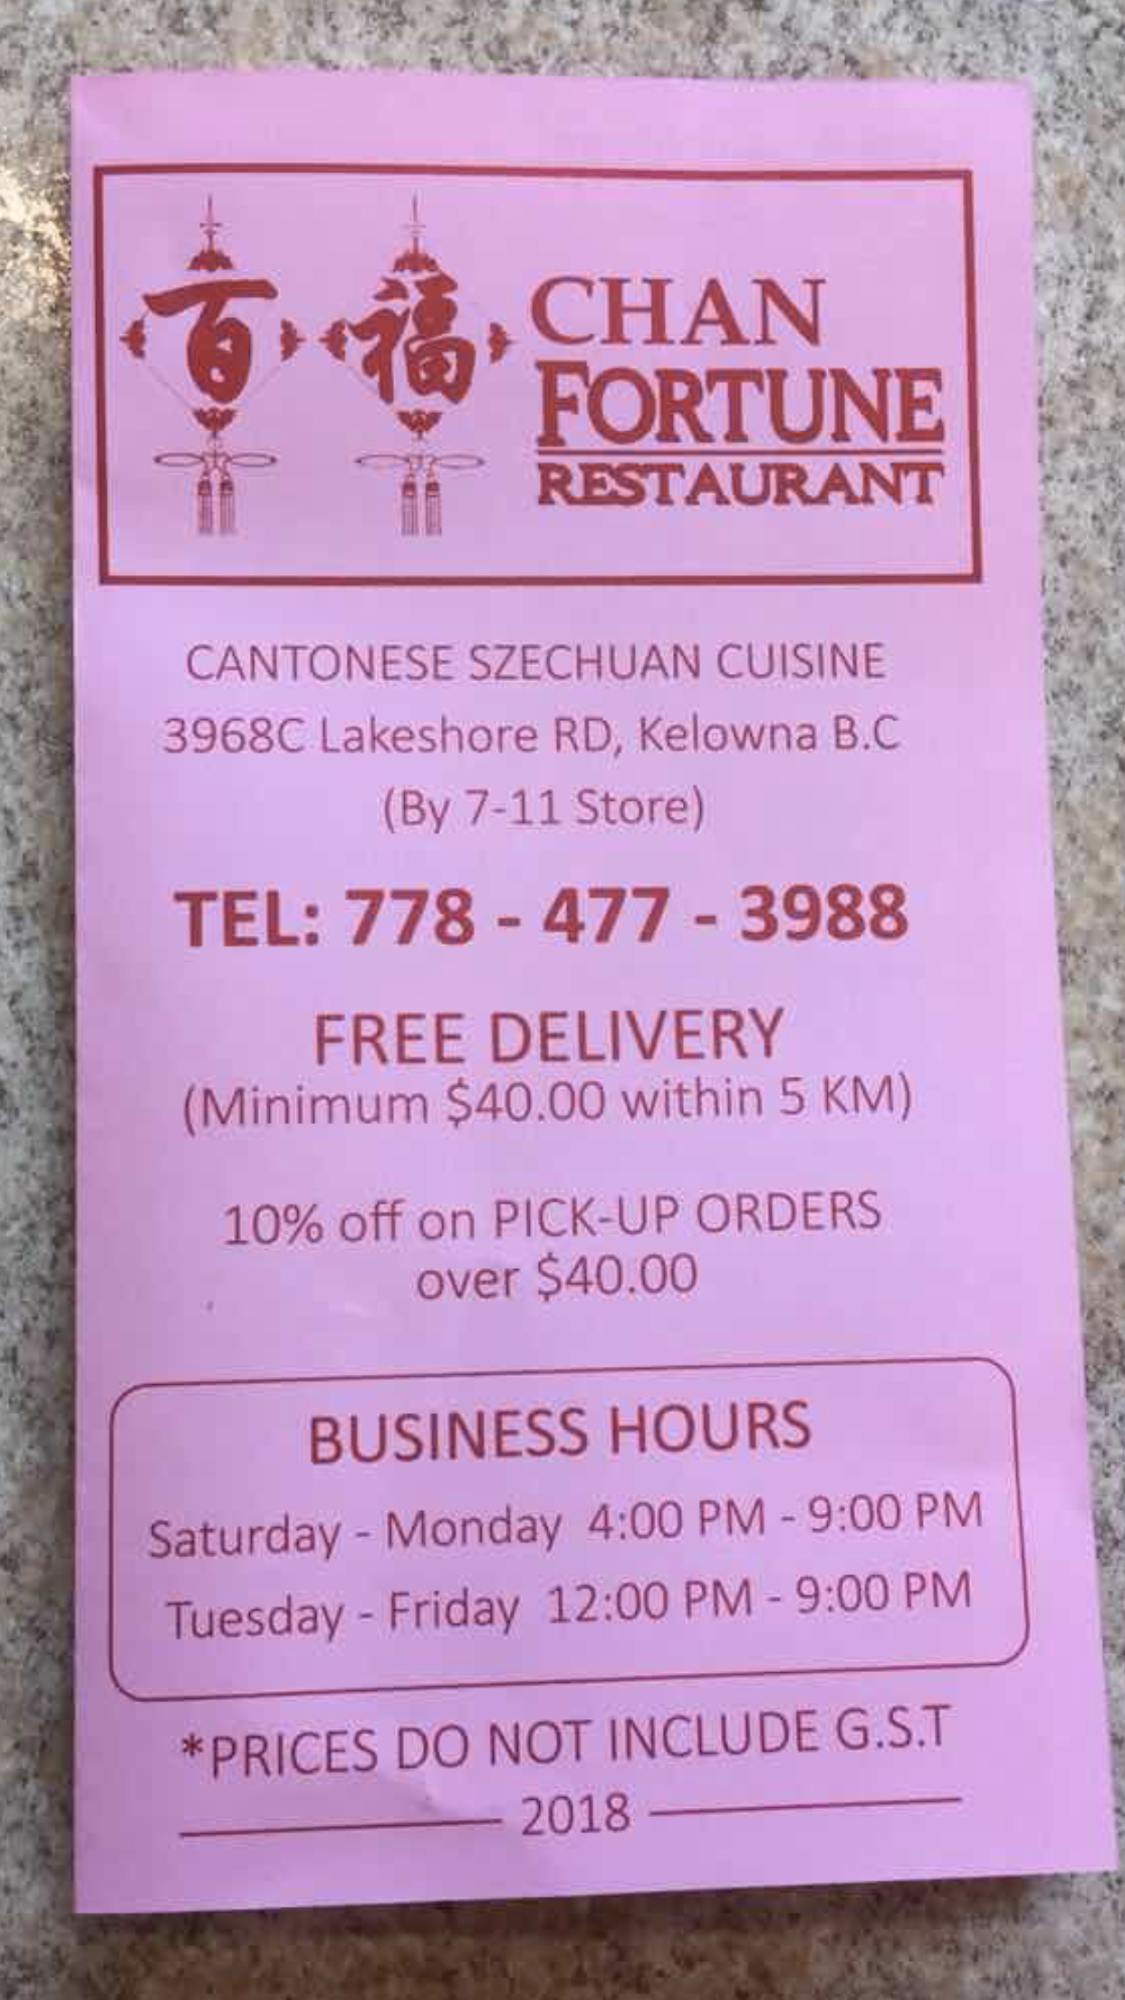 百福
CHAN
FORTUNE
RESTAURANT
CANTONESE SZECHUAN CUISINE
3968C Lakeshore RD, Kelowna B.C
(By 7-11 Store)
TEL: 778 - 477 - 3988
FREE DELIVERY
(Minimum $40.00 within 5 KM)
10% off on PICK-UP ORDERS
over $40.00
BUSINESS HOURS
Saturday - Monday 4:00 PM - 9:00 PM
Tuesday - Friday 12:00 PM - 9:00 PM
*PRICES DO NOT INCLUDE G.S.T
2018